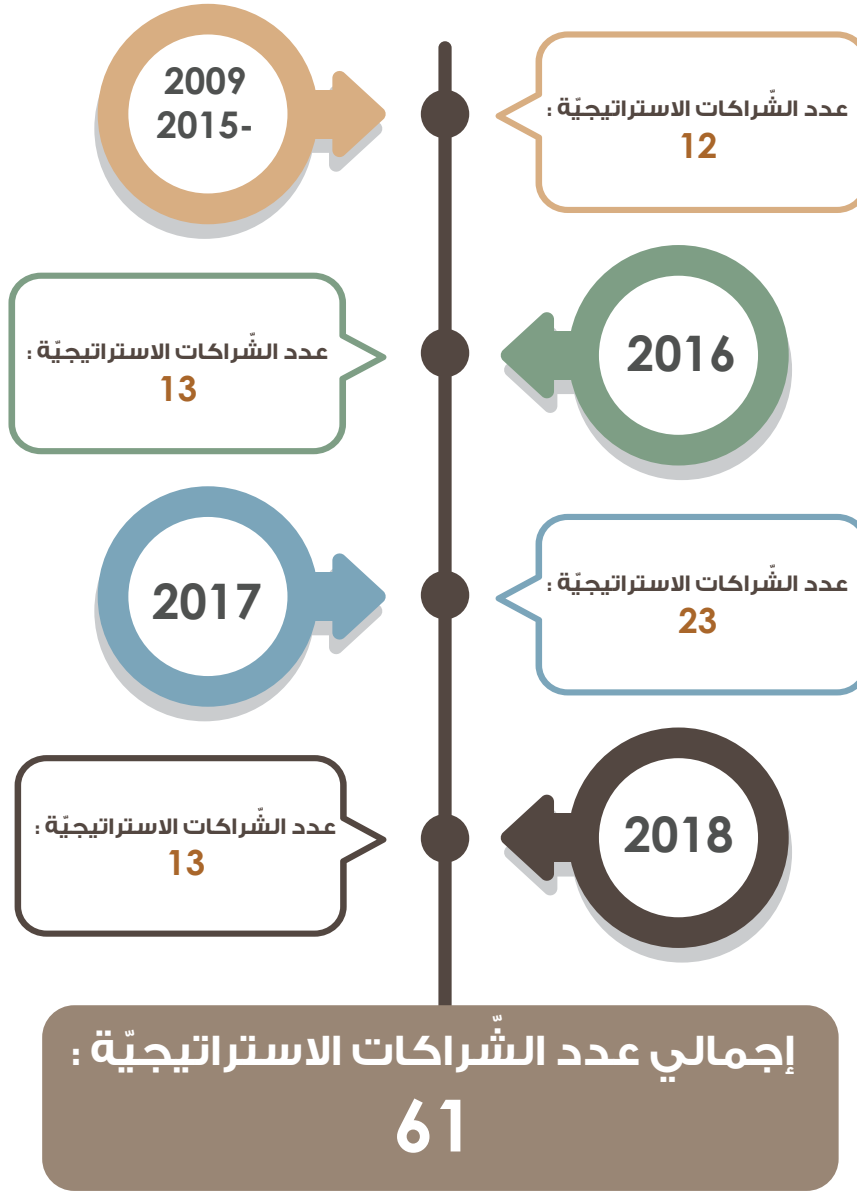 2009
2015-
عدد الشّراكات الاستراتيجيّة :
12
2016
عدد الشّراكات الاستراتيجيّة :
13
2017
عدد الشّراكات الاستراتيجيّة :
23
2018
عدد الشّراكات الاستراتيجيّة :
13
إجمالي عدد الشّراكات الاستراتيجيّة :
61